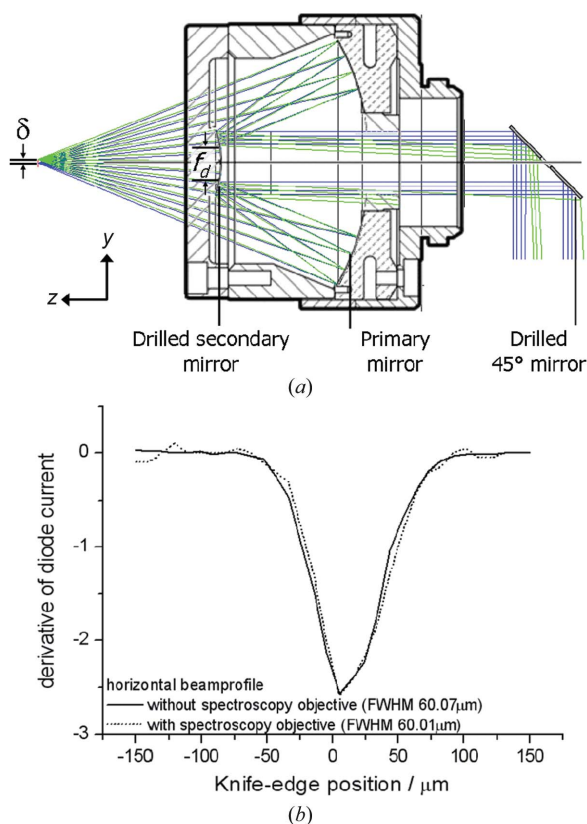 δ
f_d
y
z
Drilled secondary mirror
Primary mirror
Drilled 45° mirror
(a)
derivative of diode current
0
-1
-2
-3
horizontal beamprofile
without spectroscopy objective (FWHM 60.07μm)
with spectroscopy objective (FWHM 60.01μm)
-150 -100 -50 0 50 100 150
Knife-edge position / μm
(b)